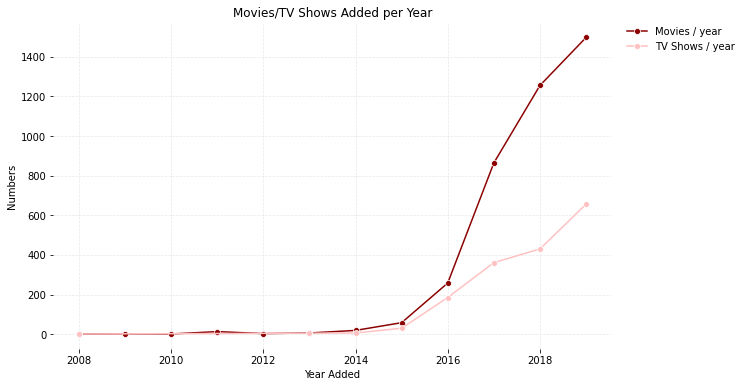 Movies/TV Shows Added per Year
Movies / year
TV Shows / year
1400
1200
1000
800
600
400
200
0
Numbers
2008
2010
2012
2014
2016
2018
Year Added